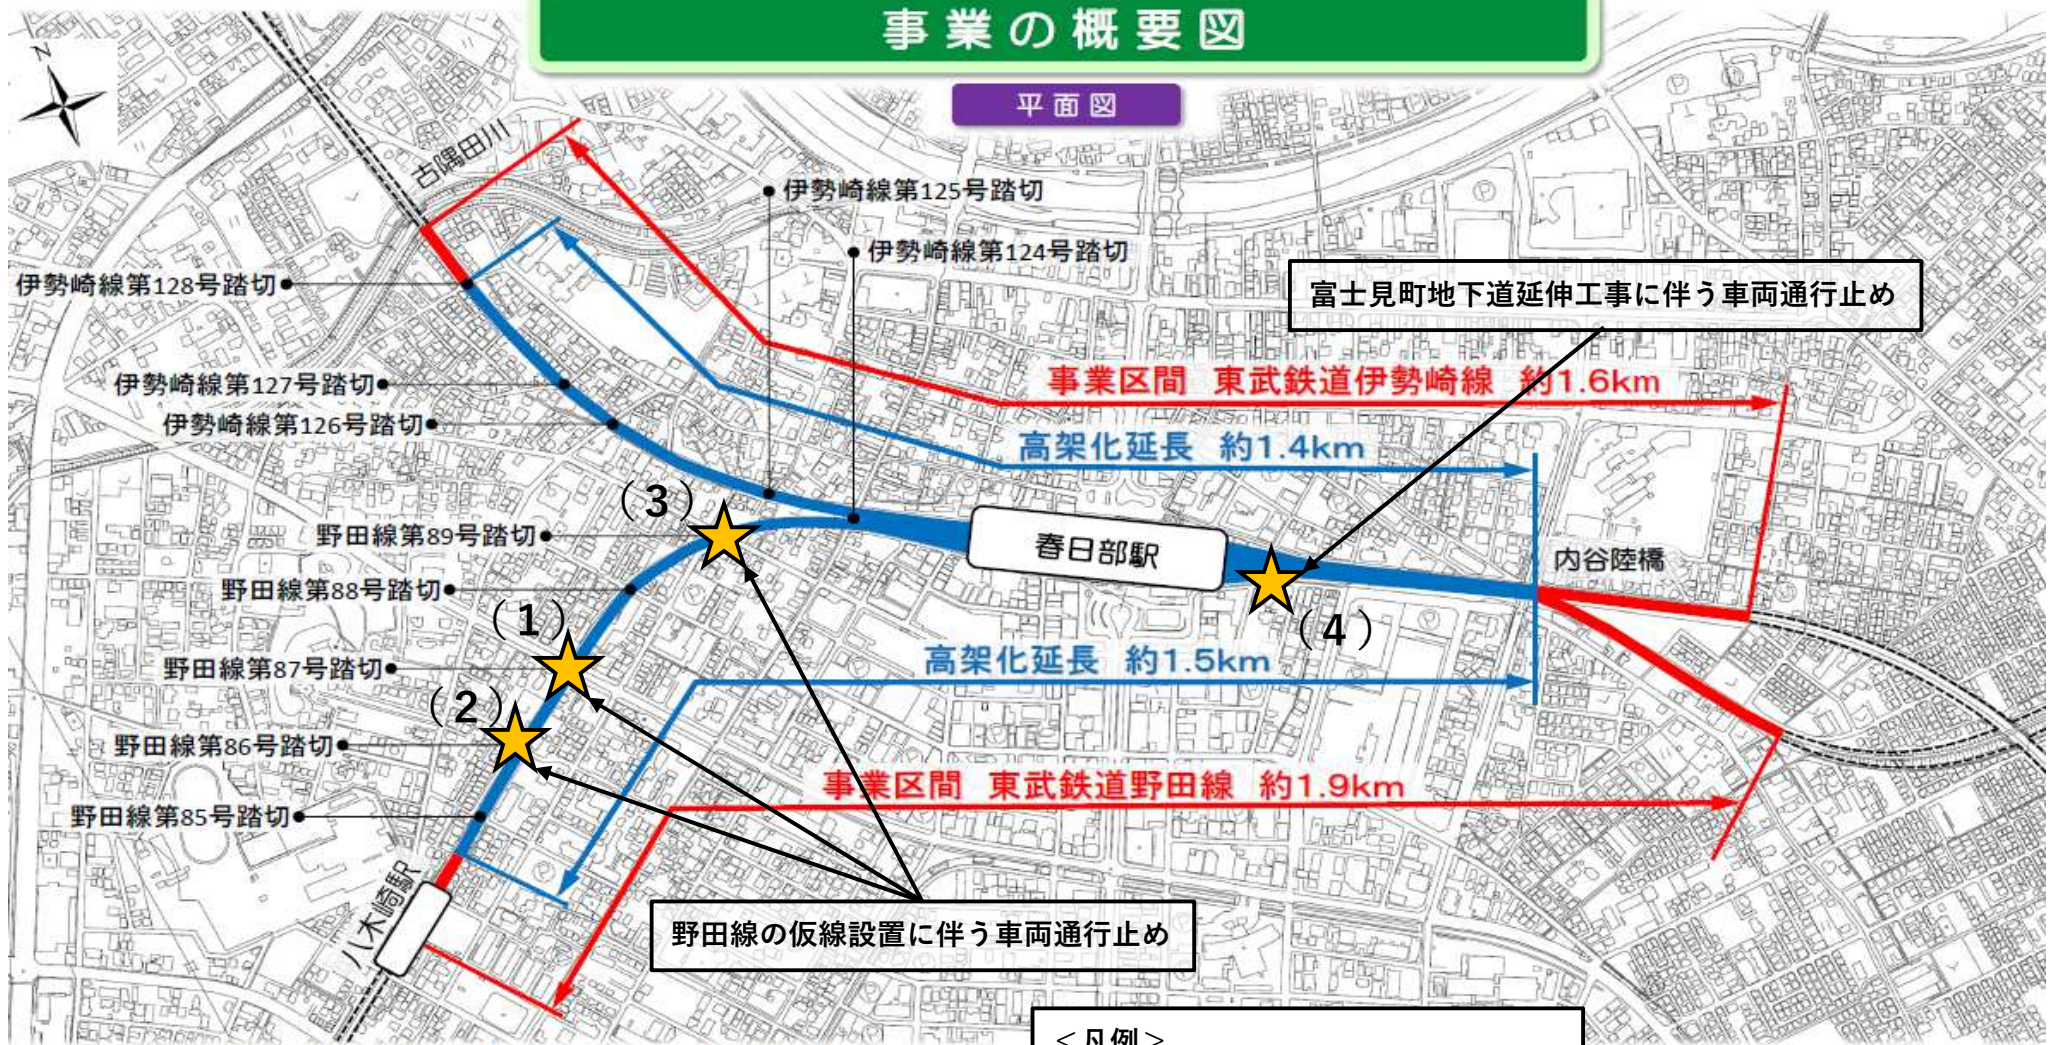 事業の概要図
平面図
N
古隅田川
伊勢崎線第125号踏切
伊勢崎線第124号踏切
伊勢崎線第128号踏切
富士見町地下道延伸工事に伴う車両通行止め
伊勢崎線第127号踏切
事業区間 東武鉄道伊勢崎線 約1.6km
伊勢崎線第126号踏切
高架化延長 約1.4km
(3)
野田線第89号踏切
春日部駅
内谷陸橋
野田線第88号踏切
(1)
(4)
野田線第87号踏切
高架化延長 約1.5km
(2)
野田線第86号踏切
事業区間 東武鉄道野田線 約1.9km
野田線第85号踏切
八木崎駅
野田線の仮線設置に伴う車両通行止め
<凡例>